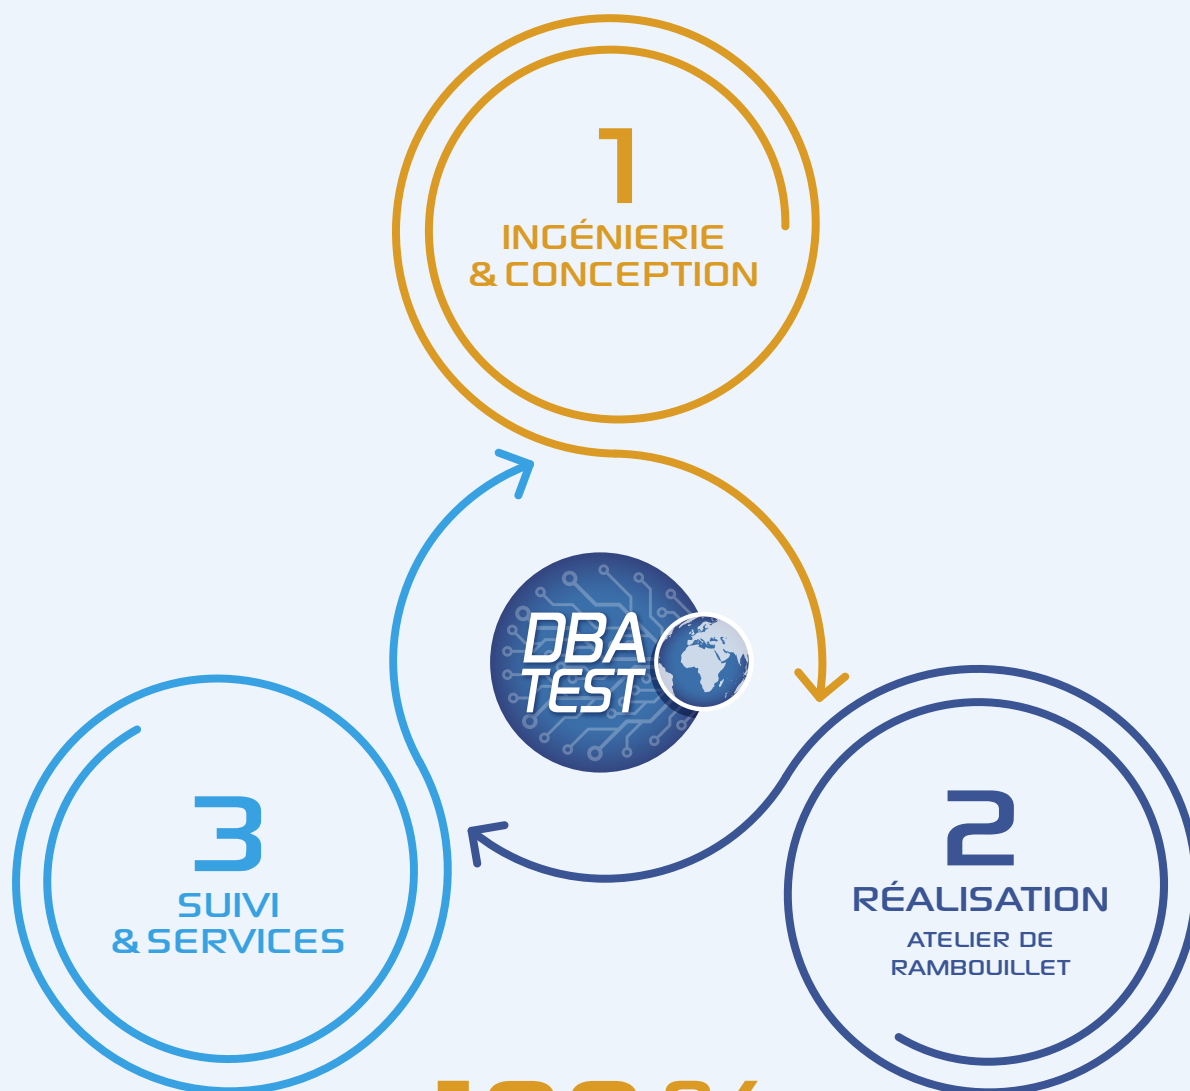 1
INGÉNIERIE
& CONCEPTION
DBA
TEST
3
SUIVI
& SERVICES
2
RÉALISATION
ATELIER DE
RAMBOUILLET